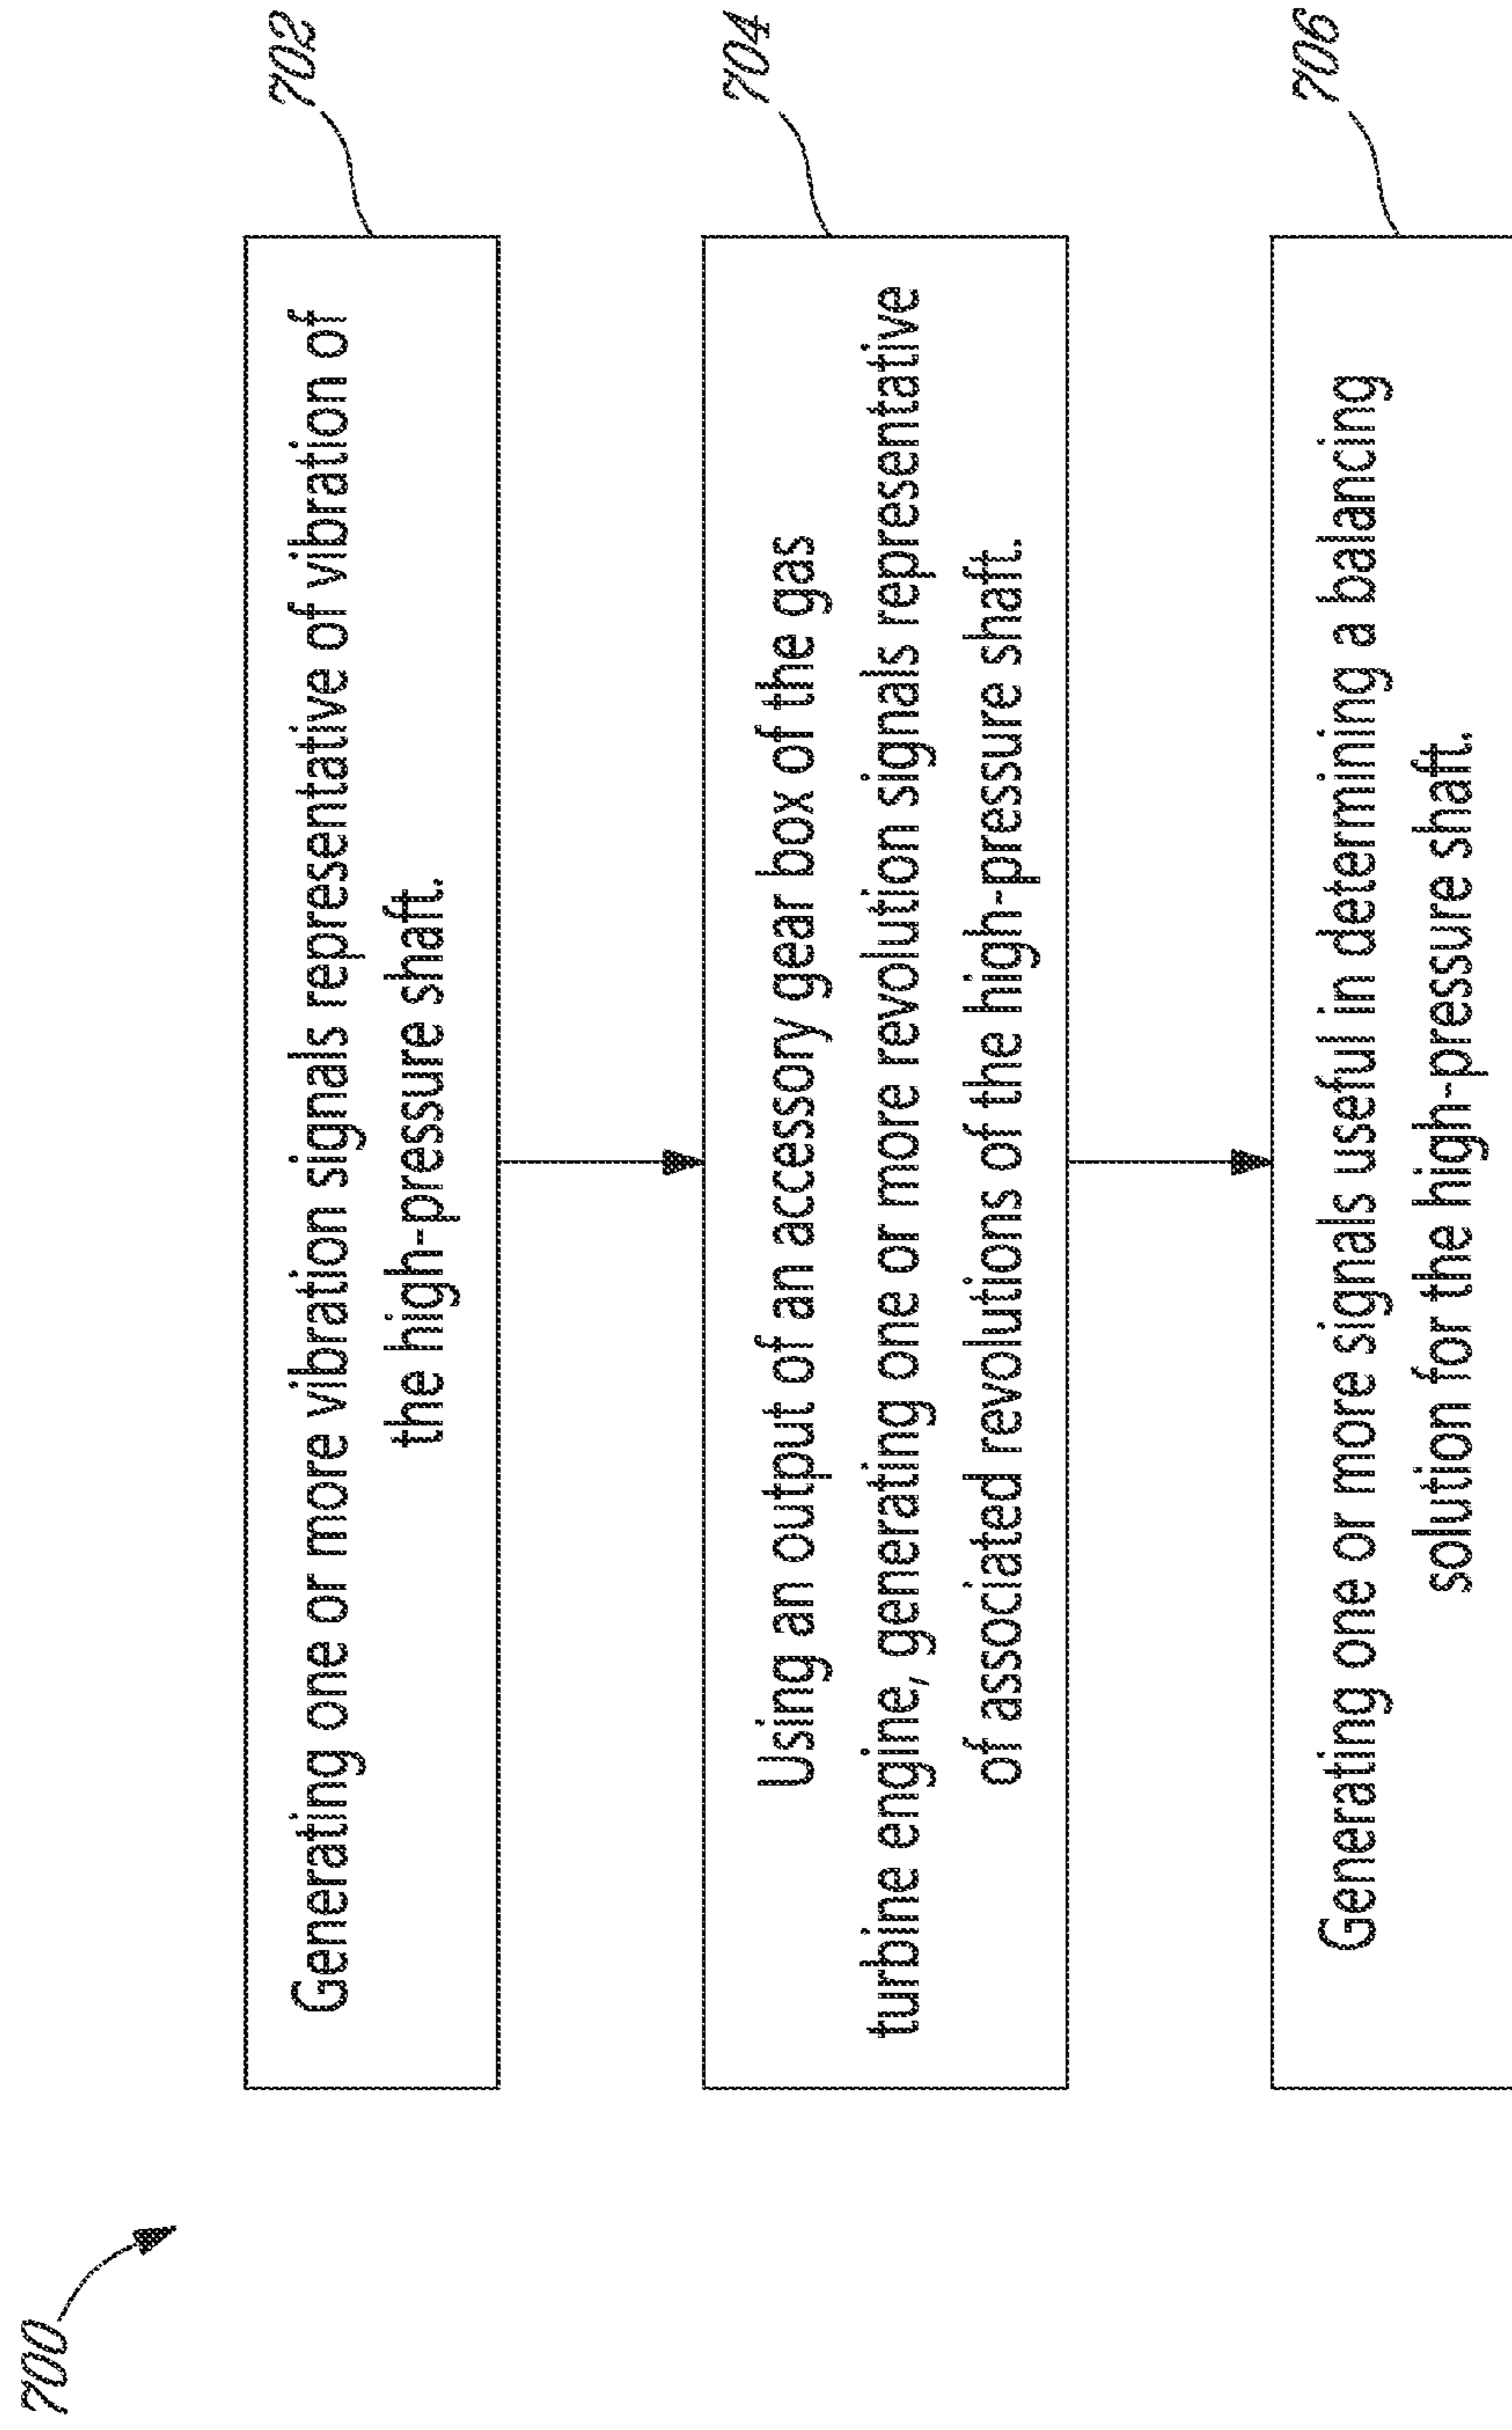 700
Generating one or more vibration signals representative of vibration of
the high-pressure shaft.
702
Using an output of an accessory gear box of the gas
turbine engine, generating one or more revolution signals representative
of associated revolutions of the high-pressure shaft.
704
Generating one or more signals useful in determining a balancing
solution for the high-pressure shaft.
706